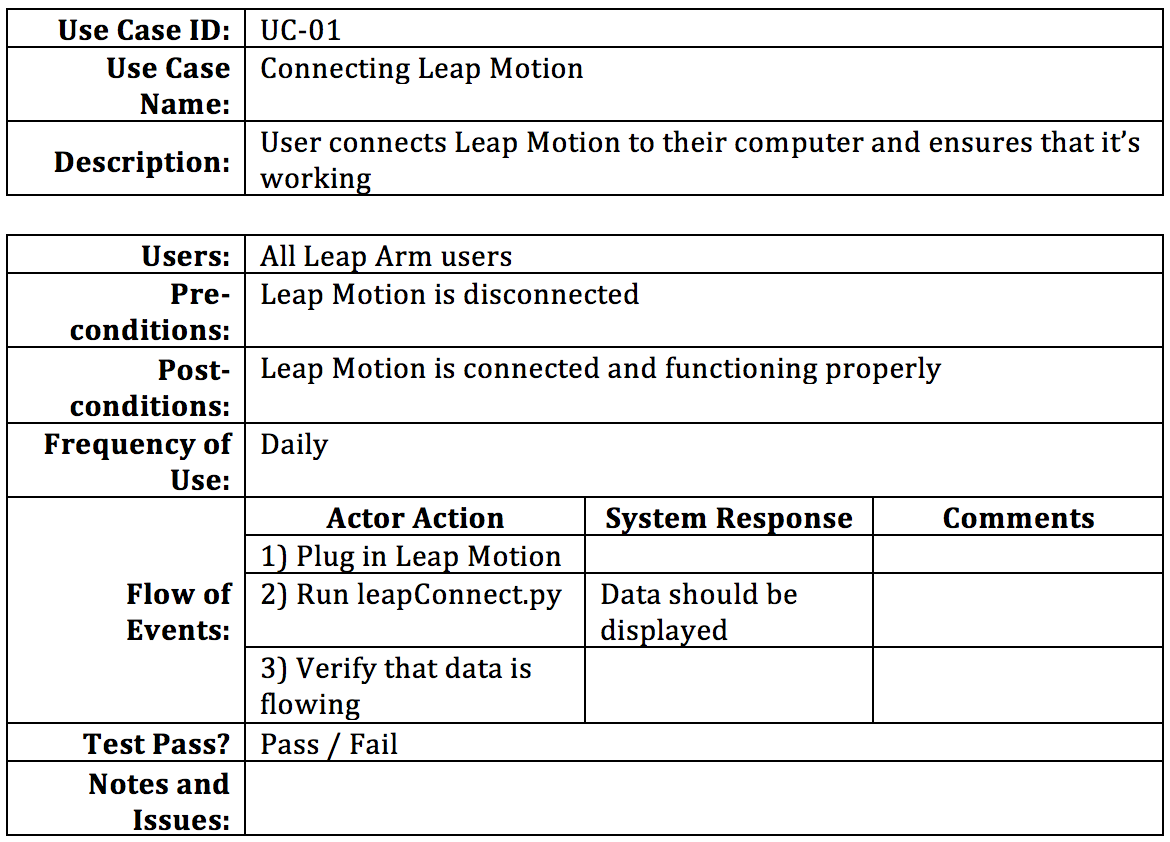 Use Case ID: UC-01
Use Case Name: Connecting Leap Motion
Description: User connects Leap Motion to their computer and ensures that it’s
working
Users: All Leap Arm users
Pre-
conditions: Leap Motion is disconnected
Post-
conditions: Leap Motion is connected and functioning properly
Frequency of
Use: Daily
Flow of
Events:
Actor Action System Response Comments
1) Plug in Leap Motion
2) Run leapConnect.py Data should be
displayed
3) Verify that data is
flowing
Test Pass? Pass / Fail
Notes and
Issues: